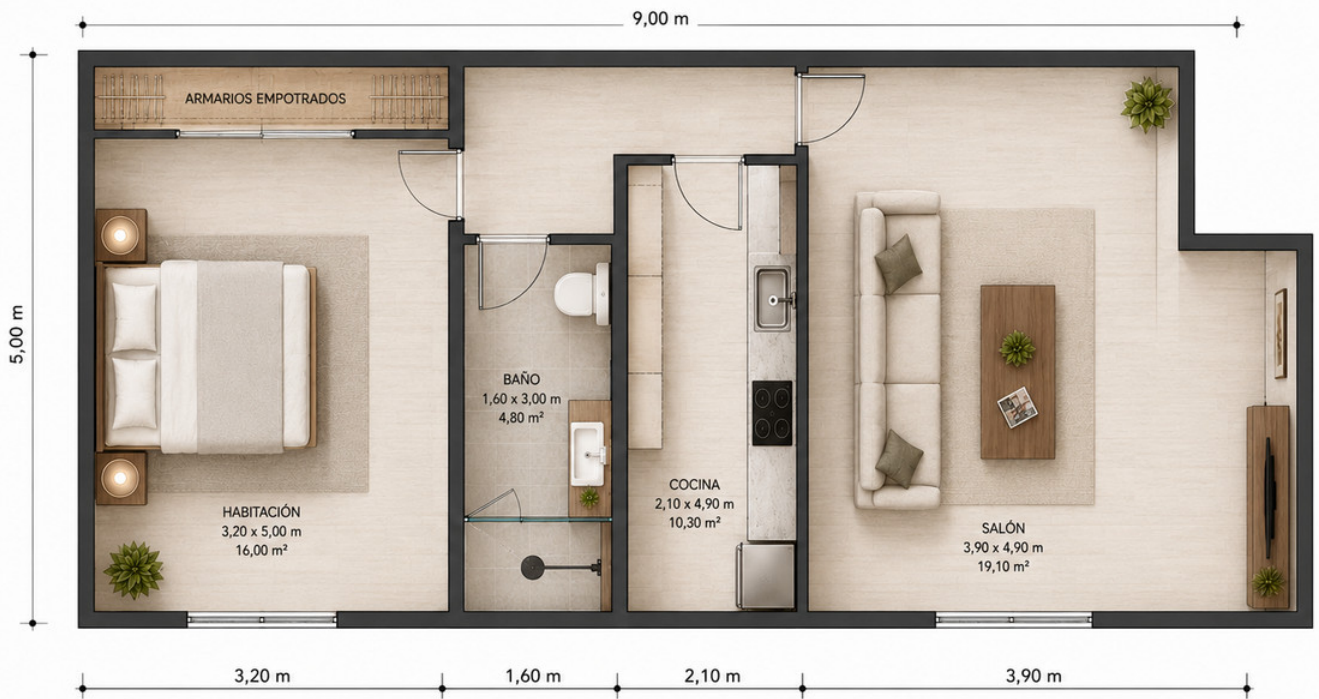 9,00 m
ARMARIOS EMPOTRADOS
5,00 m
BAÑO
1,60 x 3,00 m
4,80 m²
COCINA
2,10 x 4,90 m
10,30 m²
HABITACIÓN
3,20 x 5,00 m
16,00 m²
SALÓN
3,90 x 4,90 m
19,10 m²
3,20 m
1,60 m
2,10 m
3,90 m